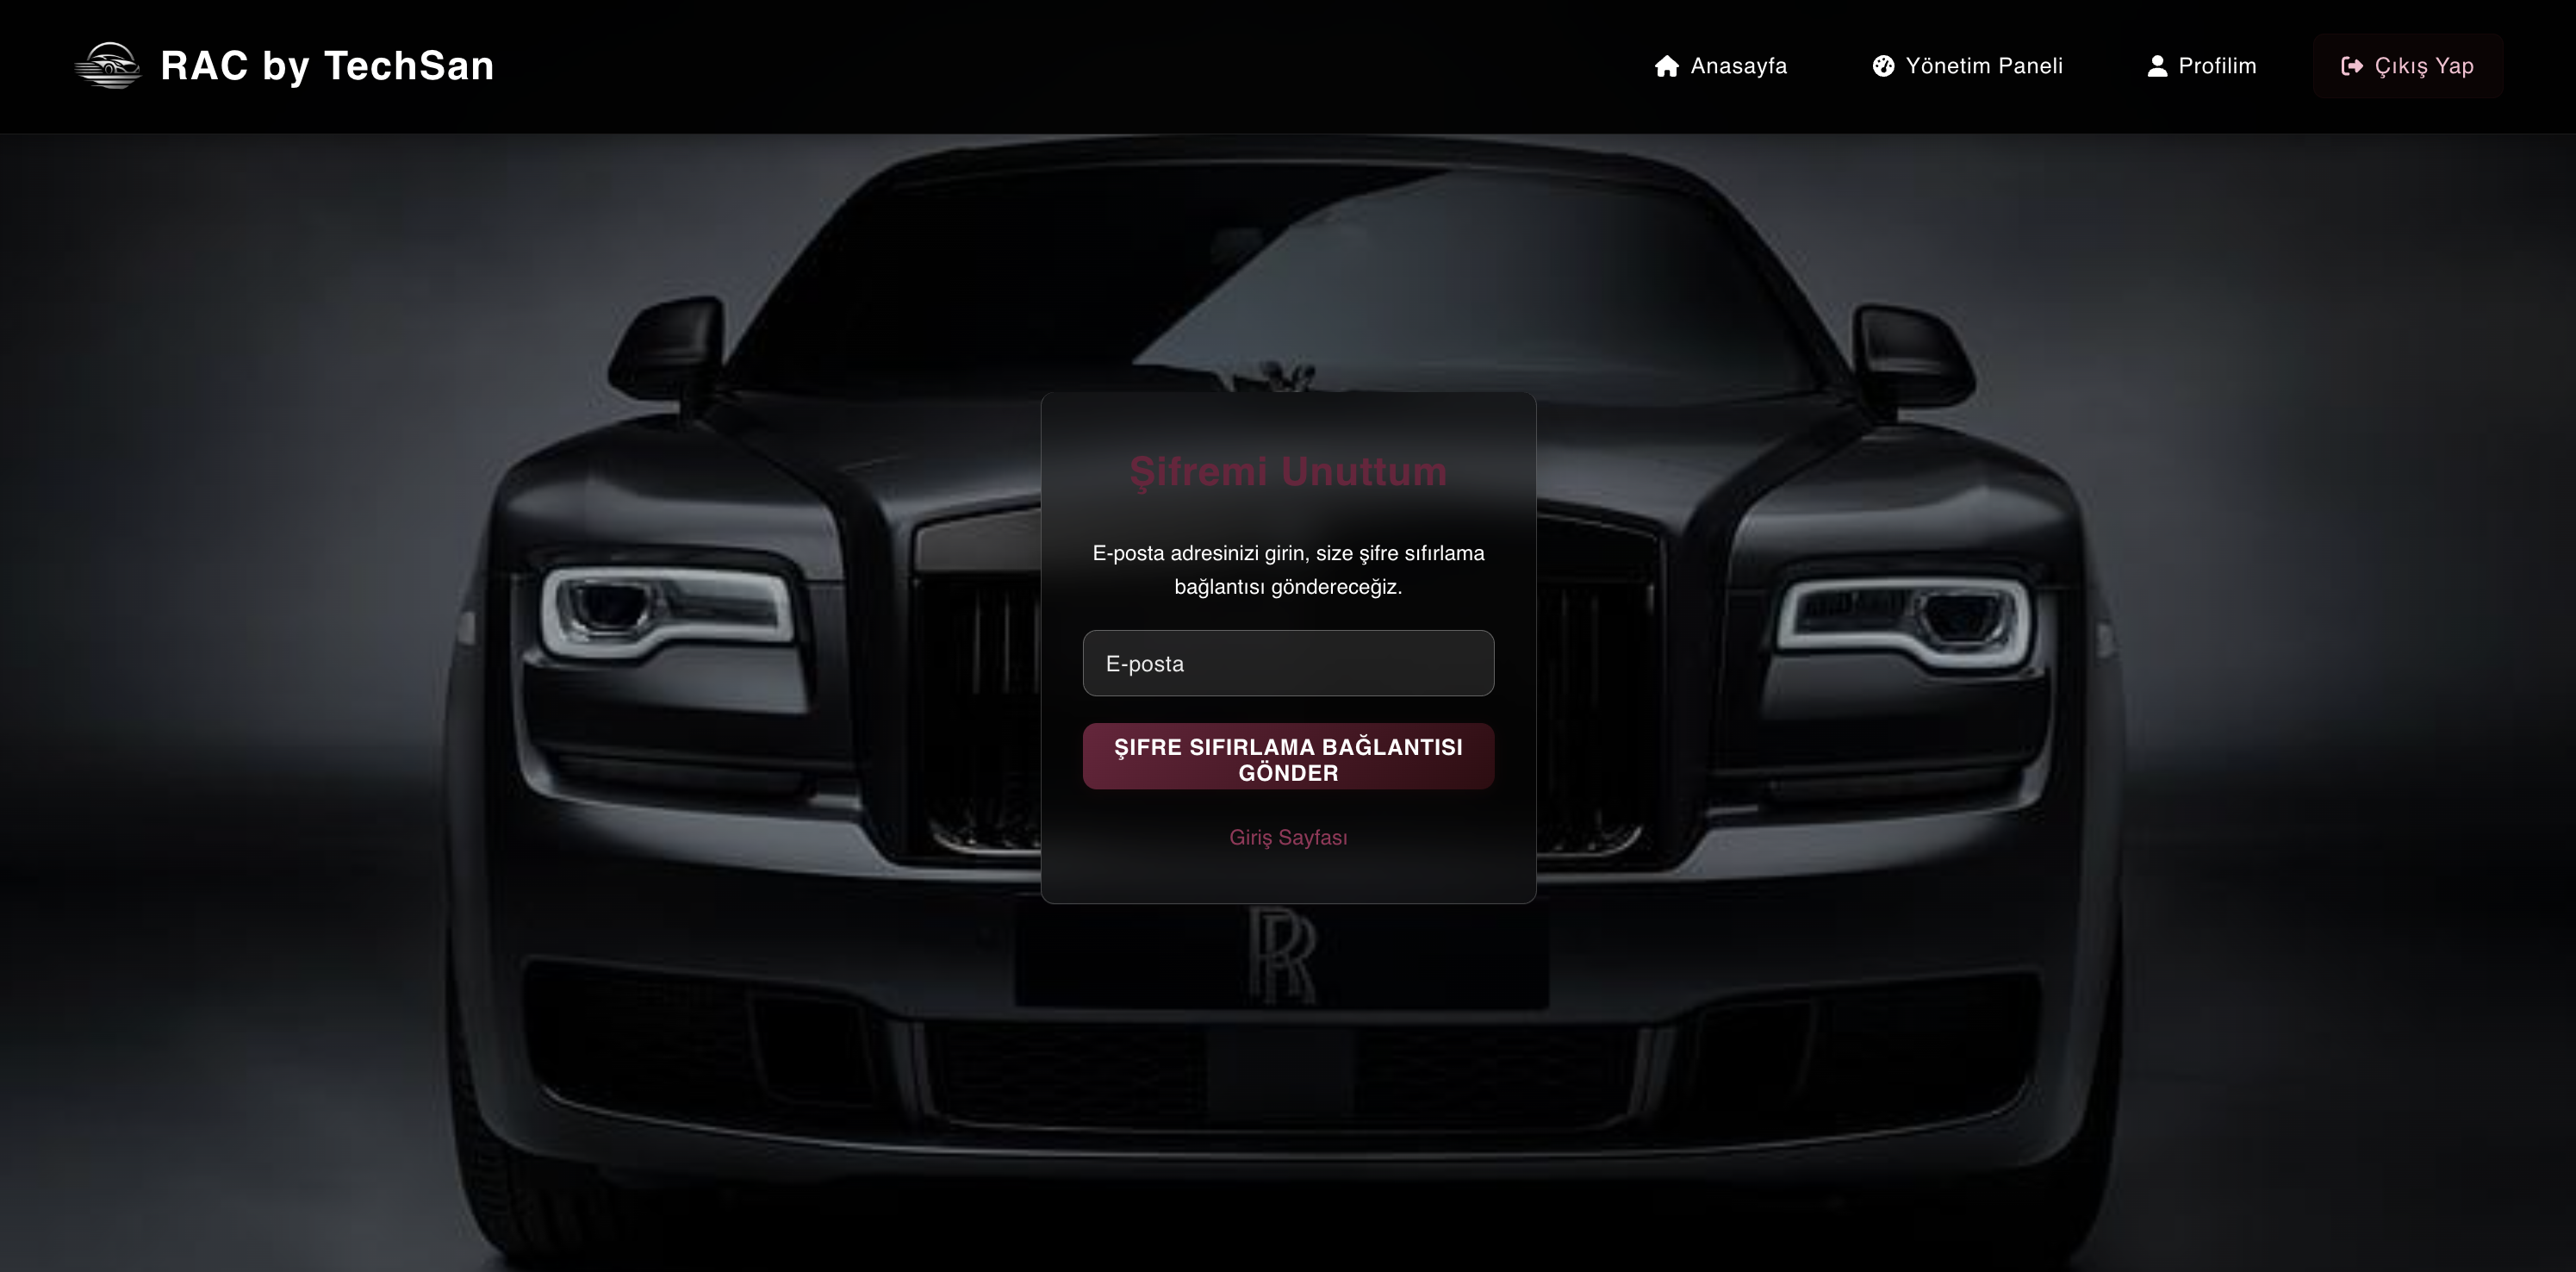 RAC by TechSan
Anasayfa
Yönetim Paneli
Profilim
Çıkış Yap
Şifremi Unuttum
E-posta adresinizi girin, size şifre sıfırlama
bağlantısı göndereceğiz.
E-posta
ŞIFRE SIFIRLAMA BAĞLANTISI
GÖNDER
Giriş Sayfası
RR